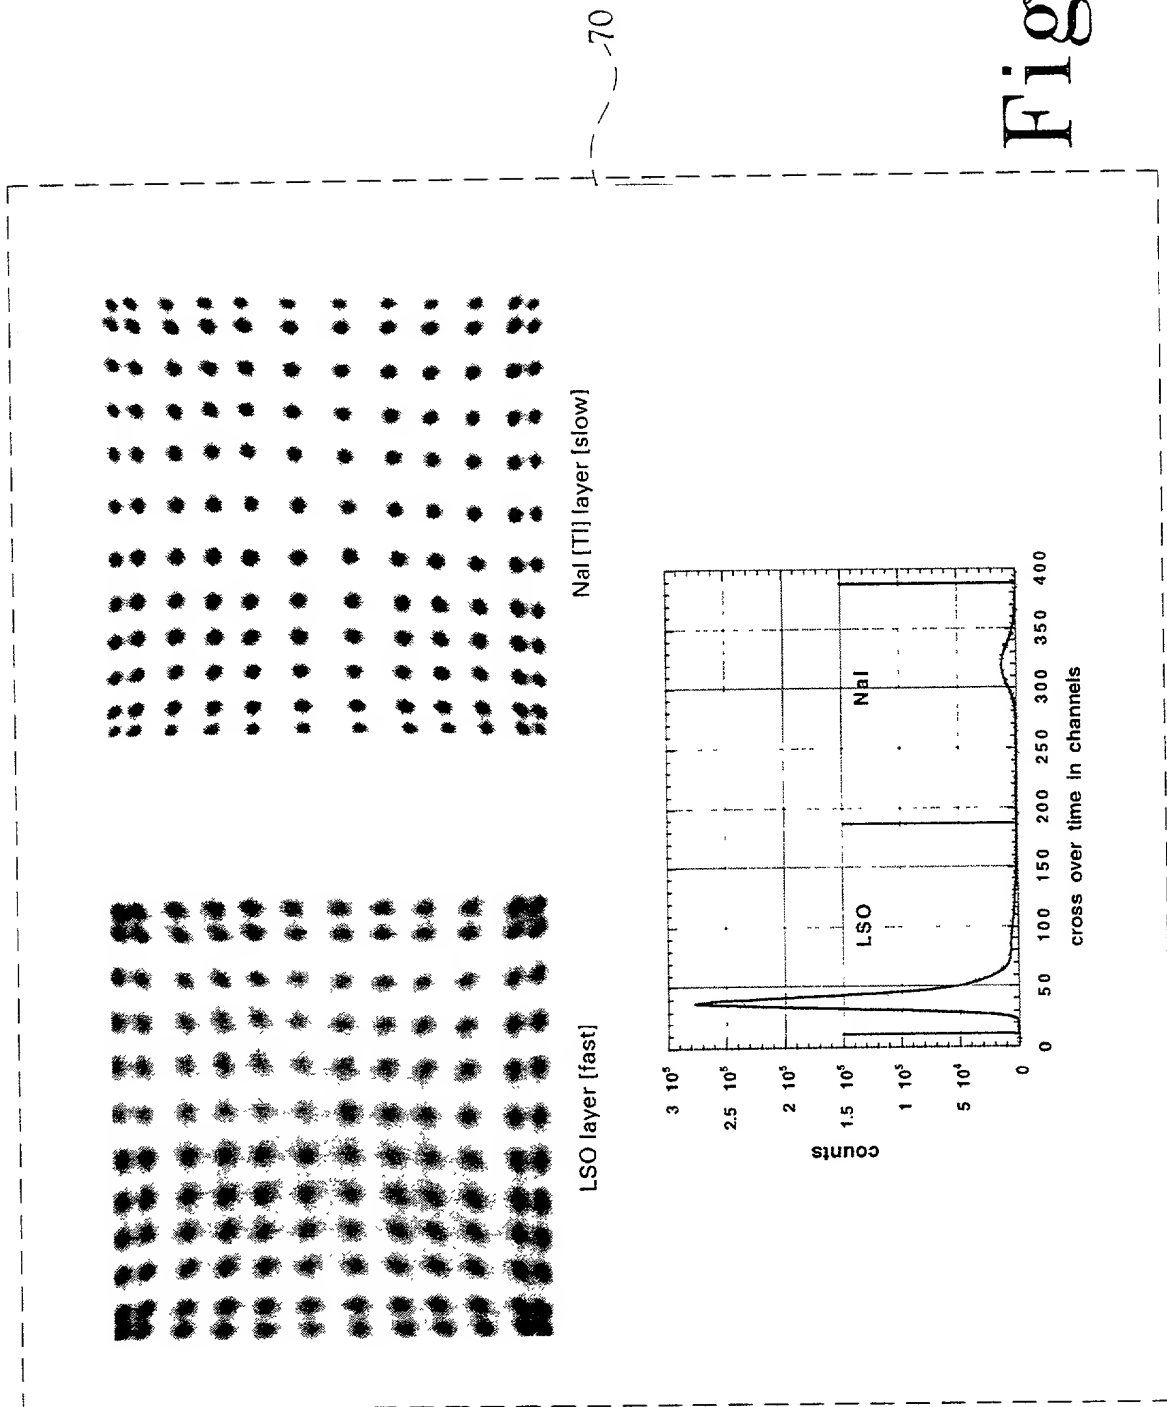 LSO layer [fast]
NaI [Tl] layer [slow]
counts
3 10⁵
2.5
2 10⁵
1.5 10⁵
1 10⁵
5 10⁴
0
LSO
NaI
0 50 100 150 200 250 300 350 400
cross over time in channels
70
Fig